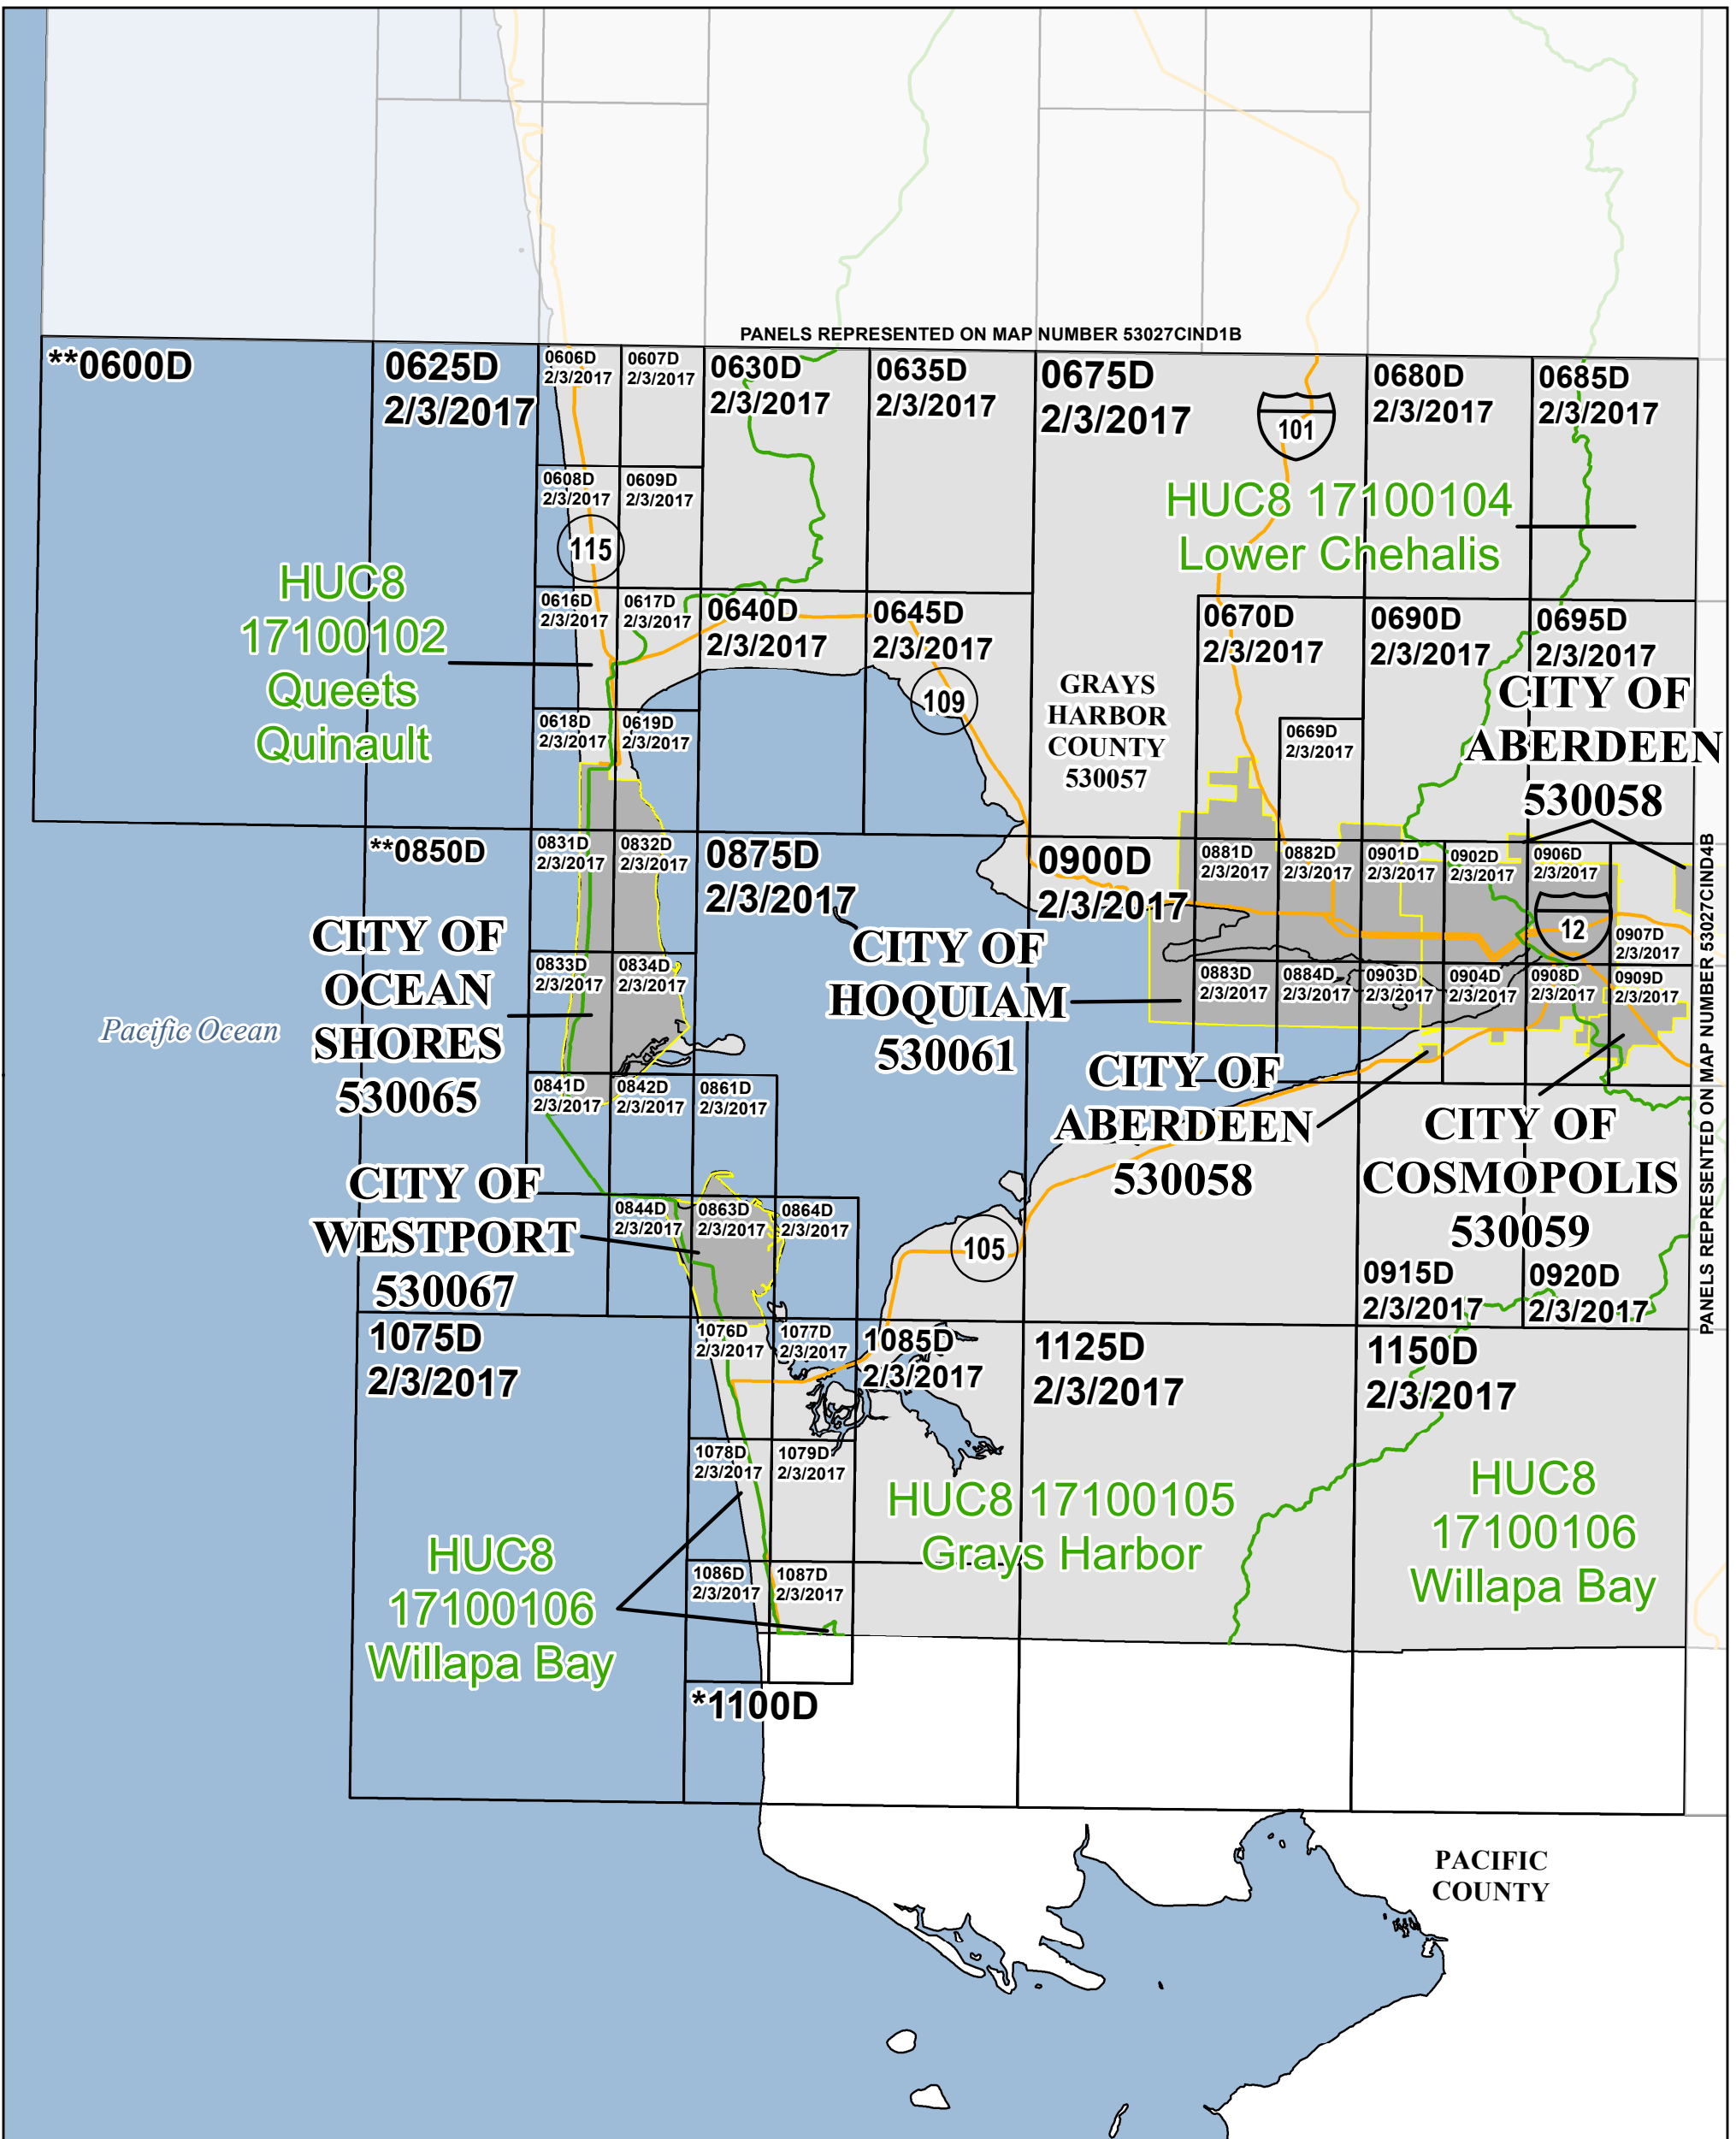 PANELS REPRESENTED ON MAP NUMBER 53027CIND1B
**0600D
0625D
2/3/2017
0606D
2/3/2017
0607D
2/3/2017
0630D
2/3/2017
0635D
2/3/2017
0675D
2/3/2017
101
0680D
2/3/2017
0685D
2/3/2017
0608D
2/3/2017
0609D
2/3/2017
115
HUC8 17100104
Lower Chehalis
HUC8
17100102
Queets
Quinault
0616D
2/3/2017
0617D
2/3/2017
0640D
2/3/2017
0645D
2/3/2017
109
GRAYS
HARBOR
COUNTY
530057
0670D
2/3/2017
0690D
2/3/2017
0695D
2/3/2017
CITY OF
ABERDEEN
530058
0618D
2/3/2017
0619D
2/3/2017
0669D
2/3/2017
**0850D
0831D
2/3/2017
0832D
2/3/2017
0875D
2/3/2017
0900D
2/3/2017
0881D
2/3/2017
0882D
2/3/2017
0901D
2/3/2017
0902D
2/3/2017
0906D
2/3/2017
12
0907D
2/3/2017
PANELS REPRESENTED ON MAP NUMBER 53027CIND4B
CITY OF
OCEAN
SHORES
530065
0833D
2/3/2017
0834D
2/3/2017
CITY OF
HOQUIAM
530061
0883D
2/3/2017
0884D
2/3/2017
0903D
2/3/2017
0904D
2/3/2017
0908D
2/3/2017
0909D
2/3/2017
Pacific Ocean
0841D
2/3/2017
0842D
2/3/2017
0861D
2/3/2017
CITY OF
ABERDEEN
530058
CITY OF
COSMOPOLIS
530059
CITY OF
WESTPORT
530067
0844D
2/3/2017
0863D
2/3/2017
0864D
2/3/2017
105
0915D
2/3/2017
0920D
2/3/2017
1075D
2/3/2017
1076D
2/3/2017
1077D
2/3/2017
1085D
2/3/2017
1125D
2/3/2017
1150D
2/3/2017
1078D
2/3/2017
1079D
2/3/2017
HUC8 17100105
Grays Harbor
HUC8
17100106
Willapa Bay
HUC8
17100106
Willapa Bay
1086D
2/3/2017
1087D
2/3/2017
*1100D
PACIFIC
COUNTY